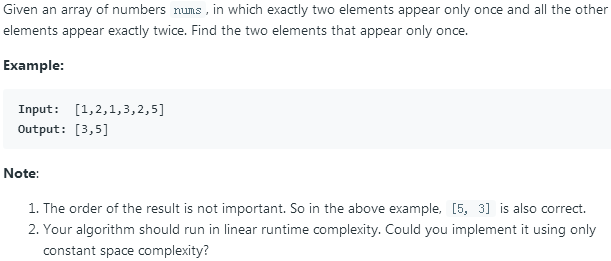 Given an array of numbers nums , in which exactly two elements appear only once and all the other
elements appear exactly twice. Find the two elements that appear only once.
Example:
Input:  [1,2,1,3,2,5]
Output: [3,5]
Note:
1. The order of the result is not important. So in the above example, [5, 3] is also correct.
2. Your algorithm should run in linear runtime complexity. Could you implement it using only
constant space complexity?